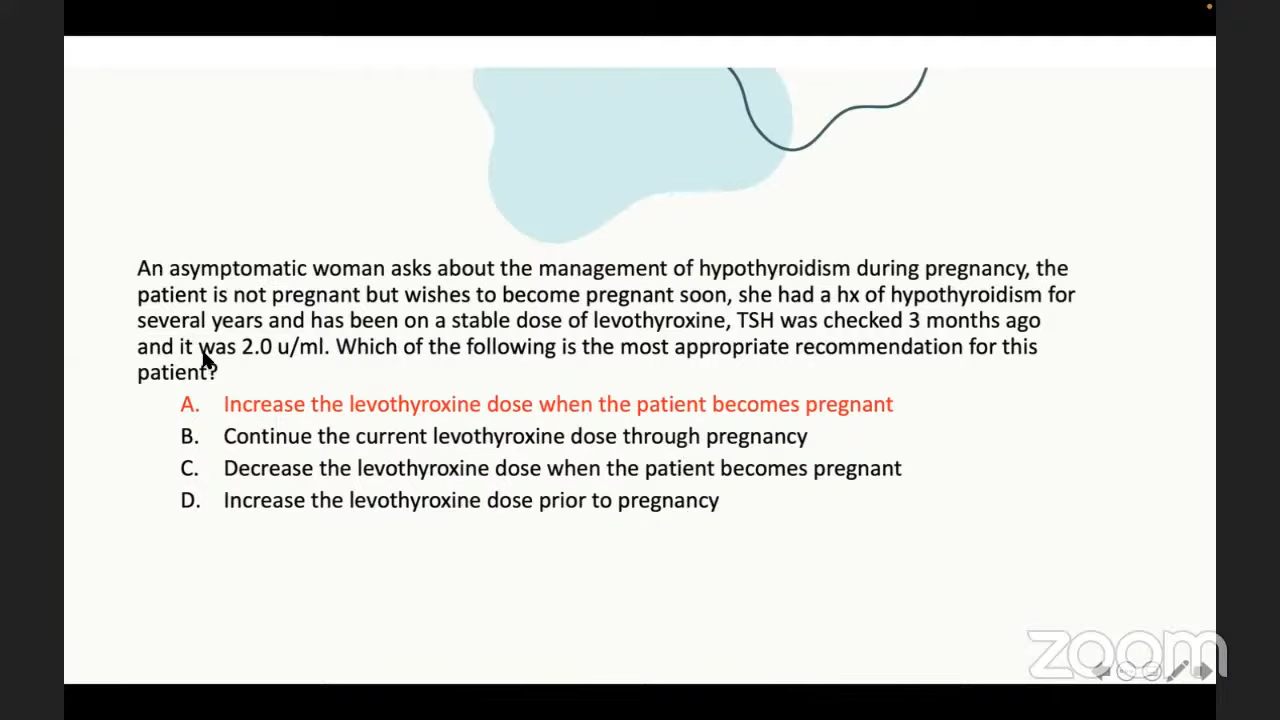 An asymptomatic woman asks about the management of hypothyroidism during pregnancy, the
patient is not pregnant but wishes to become pregnant soon, she had a hx of hypothyroidism for
several years and has been on a stable dose of levothyroxine, TSH was checked 3 months ago
and it was 2.0 u/ml. Which of the following is the most appropriate recommendation for this
patient?
A. Increase the levothyroxine dose when the patient becomes pregnant
B. Continue the current levothyroxine dose through pregnancy
C. Decrease the levothyroxine dose when the patient becomes pregnant
D. Increase the levothyroxine dose prior to pregnancy
zoom